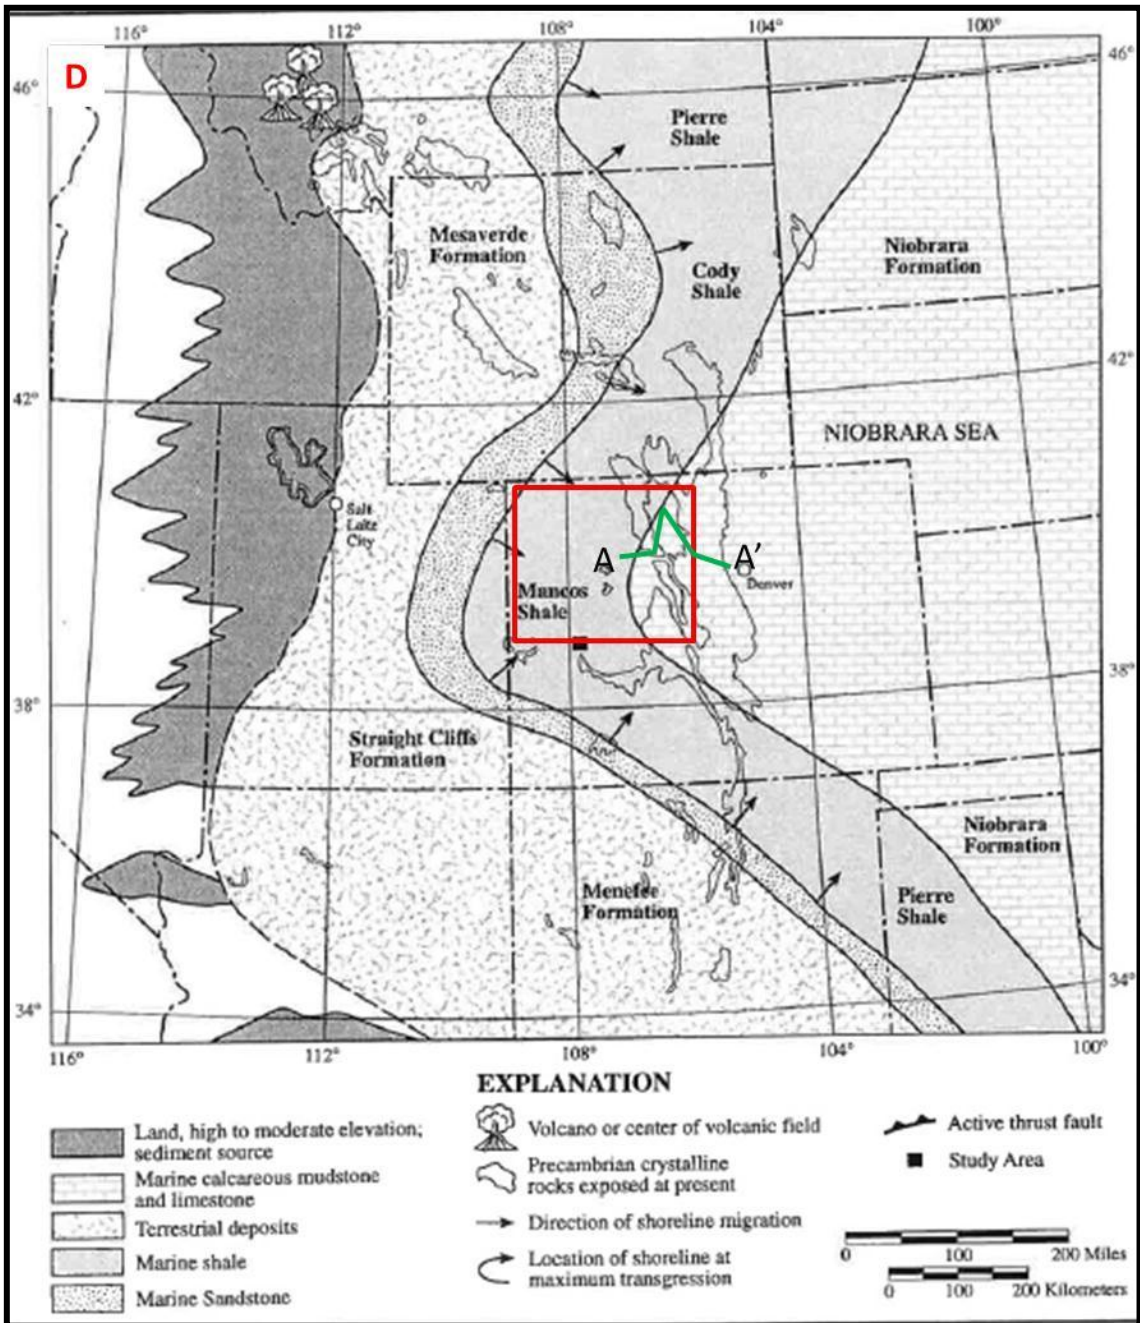 116°
112°
108°
104°
100°
D
46°
46°
Pierre
Shale
Mesaverde
Formation
Niobrara
Formation
Cody
Shale
42°
42°
NIOBRARA SEA
Salt
Lake
City
A
A'
Denver
Mancos
Shale
38°
38°
Straight Cliffs
Formation
Niobrara
Formation
Menefee
Formation
Pierre
Shale
34°
34°
116°
112°
108°
104°
100°
EXPLANATION
Land, high to moderate elevation;
sediment source
Marine calcareous mudstone
and limestone
Terrestrial deposits
Marine shale
Marine Sandstone
Volcano or center of volcanic field
Precambrian crystalline
rocks exposed at present
Direction of shoreline migration
Location of shoreline at
maximum transgression
Active thrust fault
Study Area
0 100 200 Miles
0 100 200 Kilometers